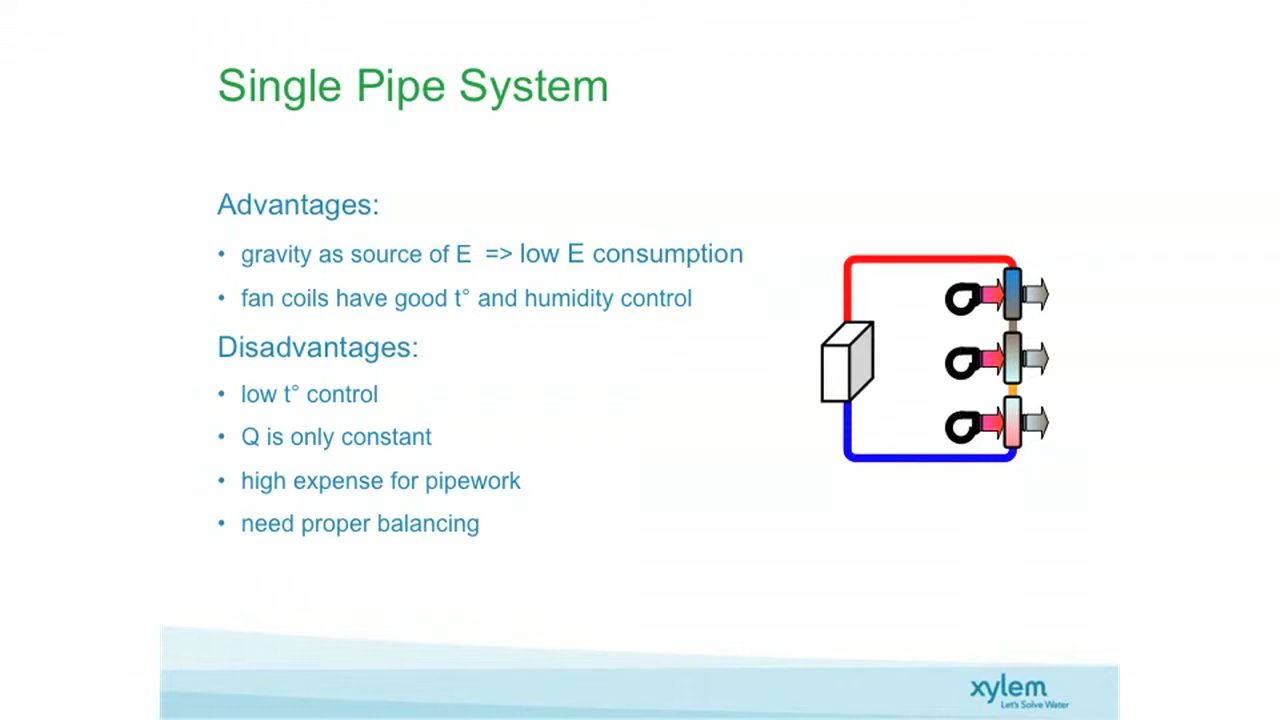 Single Pipe System
Advantages:
• gravity as source of E => low E consumption
• fan coils have good t° and humidity control
Disadvantages:
• low t° control
• Q is only constant
• high expense for pipework
• need proper balancing
xylem
Let's Solve Water